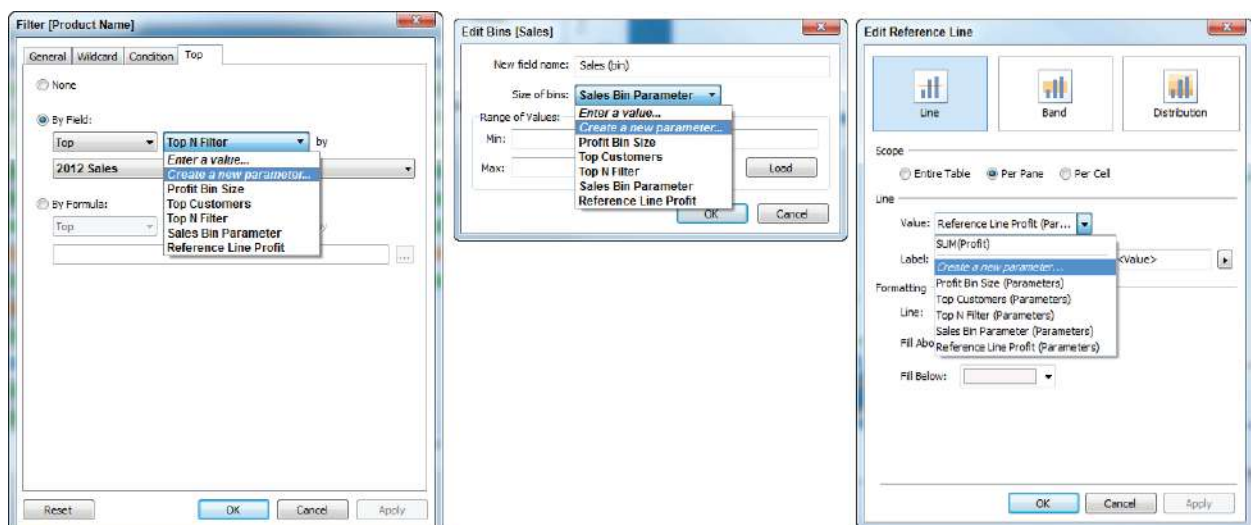 Filter [Product Name]
General Wildcard Condition Top
None
By Field:
Top Top N Filter by
Enter a value...
2012 Sales
Create a new parameter...
Profit Bin Size
Top Customers
By Formula:
Top N Filter
Top
Sales Bin Parameter
Reference Line Profit
...
Reset OK Cancel Apply
Edit Bins [Sales]
New field name: Sales (bin)
Size of bins: Sales Bin Parameter
Enter a value...
Range of Values:
Create a new parameter...
Min:
Profit Bin Size
Top Customers
Max:
Load
Top N Filter
Sales Bin Parameter
Reference Line Profit
OK Cancel
Edit Reference Line
Line Band Distribution
Scope
Entire Table Per Pane Per Cell
Line
Value: Reference Line Profit (Par...
SUM(Profit)
Label: <Value>
Create a new parameter...
Profit Bin Size (Parameters)
Formatting
Top Customers (Parameters)
Line: Top N Filter (Parameters)
Sales Bin Parameter (Parameters)
Fill Abo
Reference Line Profit (Parameters)
Fill Below:
OK Cancel Apply